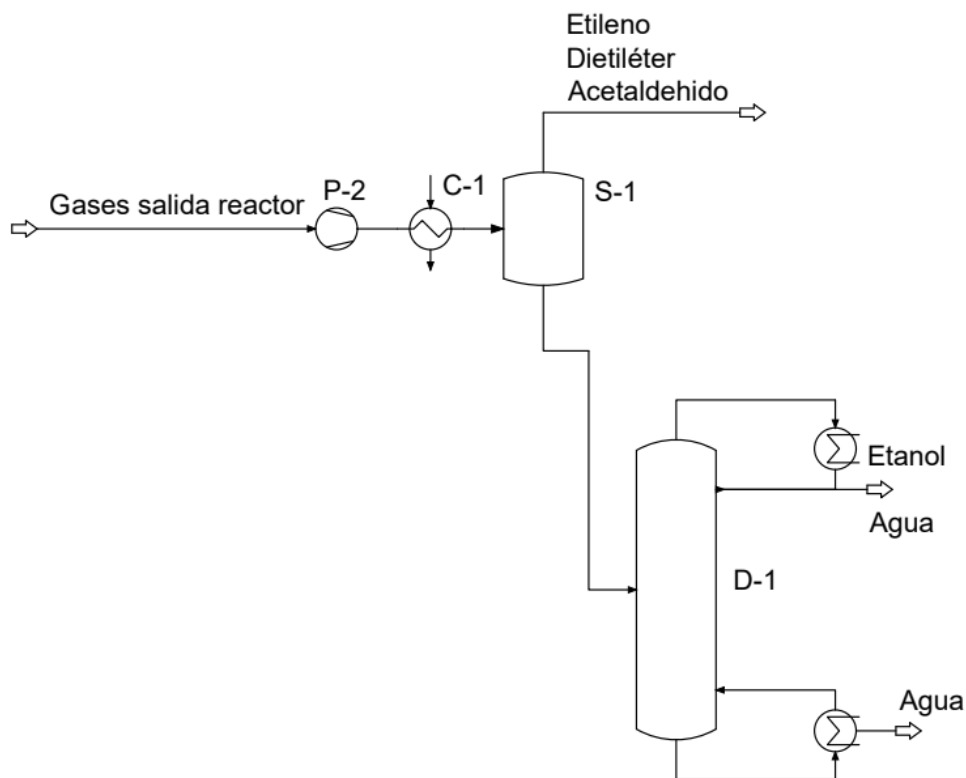 Etileno
Dietiléter
Acetaldehido
P-2
C-1
S-1
Gases salida reactor
Etanol
Agua
D-1
Agua